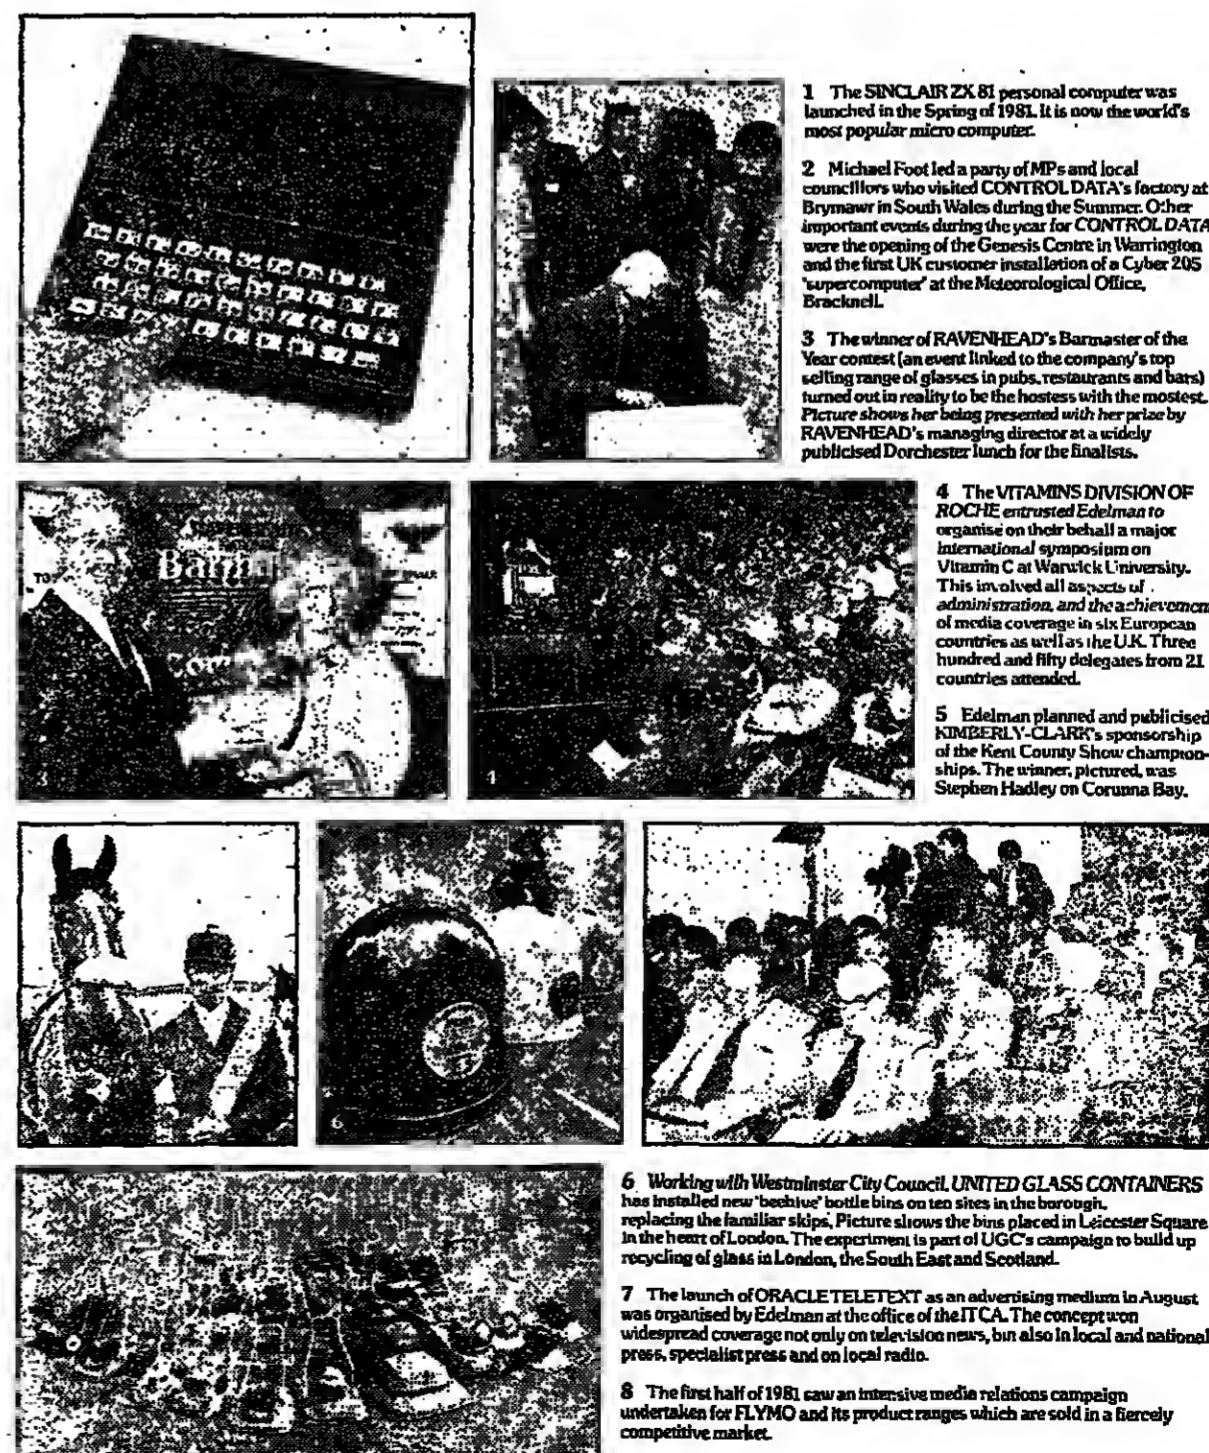 1 The SINCLAIR ZX 81 personal computer was
launched in the Spring of 1981. It is now the world's
most popular micro computer.
2 Michael Foot led a party of MPs and local
councillors who visited CONTROL DATA's factory at
Brymawr in South Wales during the Summer. Other
important events during the year for CONTROL DATA
were the opening of the Genesis Centre in Warrington
and the first UK customer installation of a Cyber 205
'supercomputer' at the Meteorological Office,
Bracknell.
3 The winner of RAVENHEAD's Barmaster of the
Year contest (an event linked to the company's top
selling range of glasses in pubs, restaurants and bars)
turned out in reality to be the hostess with the mostest.
Picture shows her being presented with her prize by
RAVENHEAD's managing director at a widely
publicised Dorchester lunch for the finalists.
TO
3
4
4 The VITAMINS DIVISION OF
ROCHE entrusted Edelman to
organise on their behalf a major
international symposium on
Vitamin C at Warwick University.
This involved all aspects of
administration, and the achievement
of media coverage in six European
countries as well as the U.K. Three
hundred and fifty delegates from 21
countries attended.
5 Edelman planned and publicised
KIMBERLY-CLARK's sponsorship
of the Kent County Show champion-
ships. The winner, pictured, was
Stephen Hadley on Corunna Bay.
6
6 Working with Westminster City Council, UNITED GLASS CONTAINERS
has installed new 'beehive' bottle bins on ten sites in the borough,
replacing the familiar skips. Picture shows the bins placed in Leicester Square
in the heart of London. The experiment is part of UGC's campaign to build up
recycling of glass in London, the South East and Scotland.
7 The launch of ORACLE TELETEXT as an advertising medium in August
was organised by Edelman at the office of the ITCA. The concept won
widespread coverage not only on television news, but also in local and national
press, specialist press and on local radio.
8 The first half of 1981 saw an intensive media relations campaign
undertaken for FLYMO and its product ranges which are sold in a fiercely
competitive market.